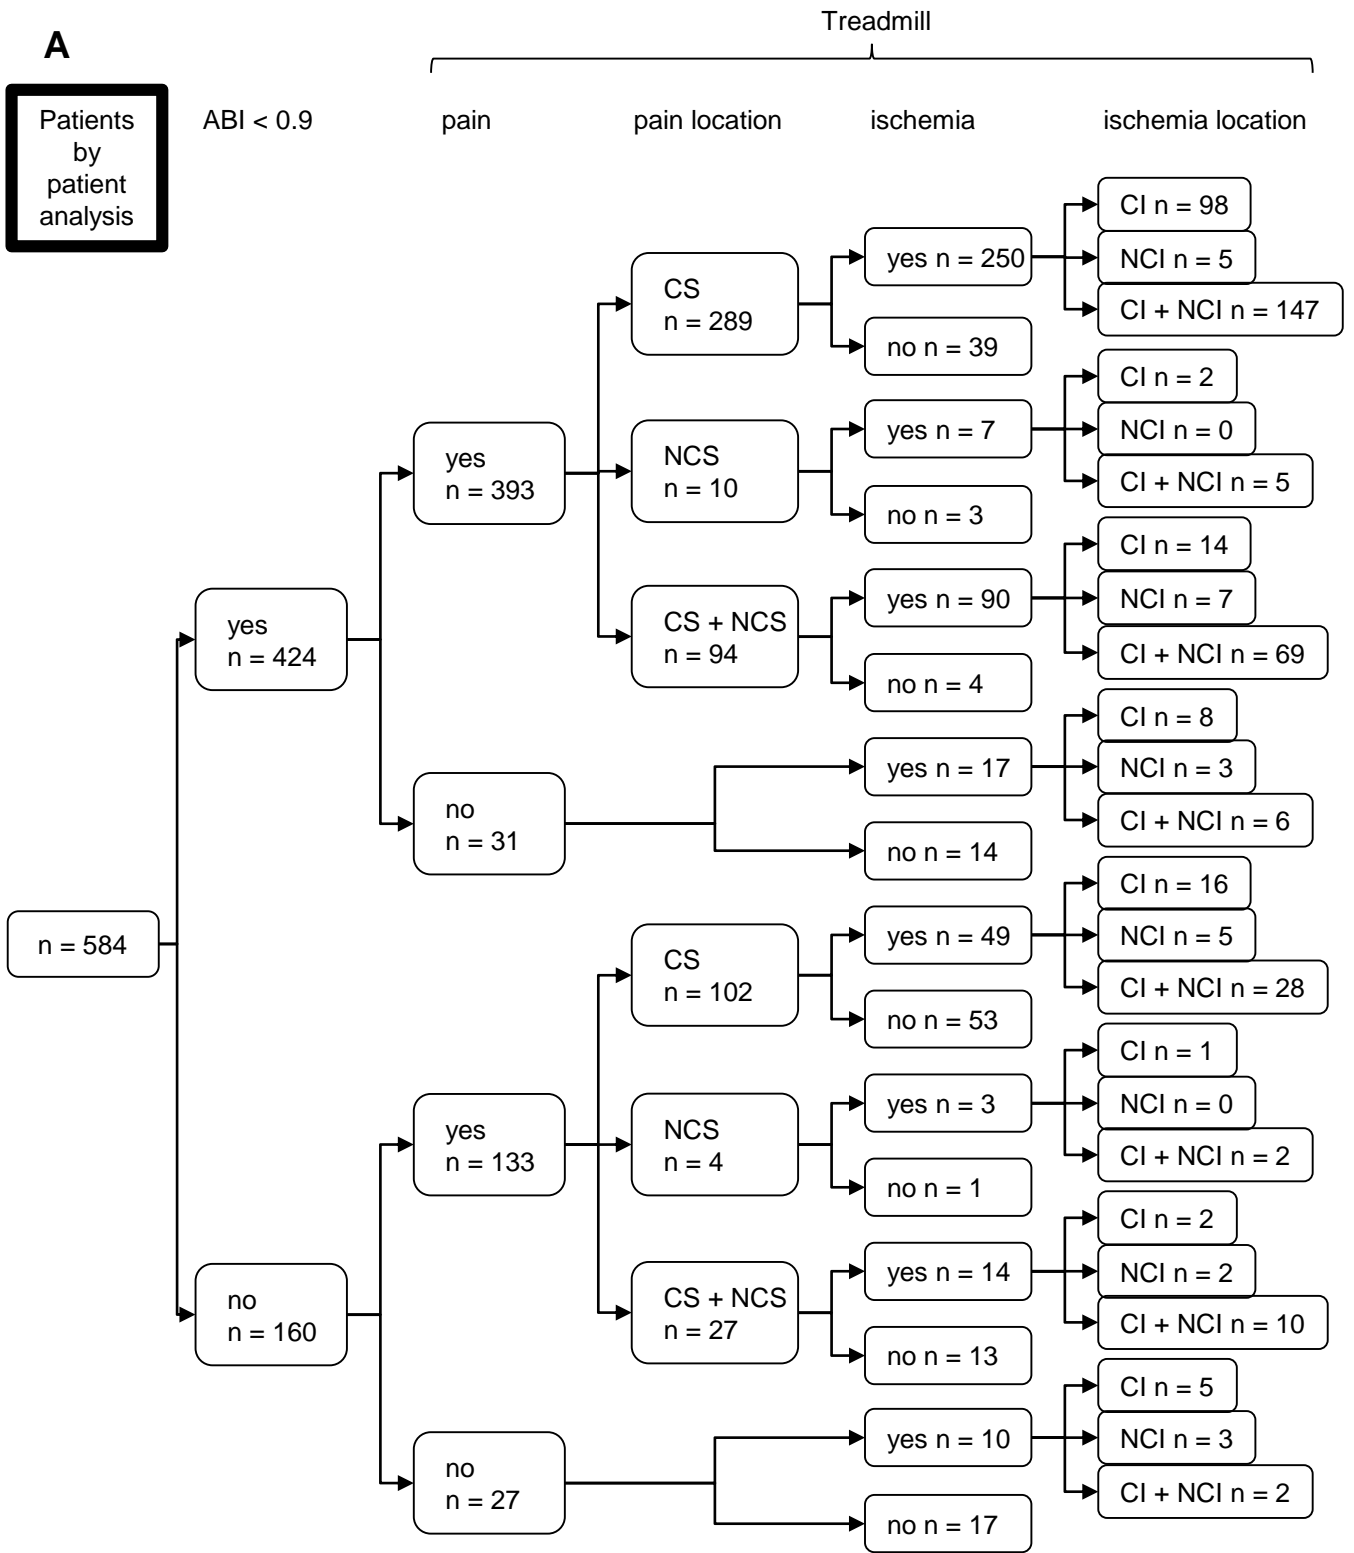 A
Treadmill
Patients
by
patient
analysis
ABI < 0.9
pain
pain location
ischemia
ischemia location
n = 584
yes
n = 424
yes
n = 393
CS
n = 289
yes n = 250
CI n = 98
NCI n = 5
CI + NCI n = 147
no n = 39
NCS
n = 10
yes n = 7
CI n = 2
NCI n = 0
CI + NCI n = 5
no n = 3
CS + NCS
n = 94
yes n = 90
CI n = 14
NCI n = 7
CI + NCI n = 69
no n = 4
no
n = 31
yes n = 17
CI n = 8
NCI n = 3
CI + NCI n = 6
no n = 14
no
n = 160
yes
n = 133
CS
n = 102
yes n = 49
CI n = 16
NCI n = 5
CI + NCI n = 28
no n = 53
NCS
n = 4
yes n = 3
CI n = 1
NCI n = 0
CI + NCI n = 2
no n = 1
CS + NCS
n = 27
yes n = 14
CI n = 2
NCI n = 2
CI + NCI n = 10
no n = 13
no
n = 27
yes n = 10
CI n = 5
NCI n = 3
CI + NCI n = 2
no n = 17